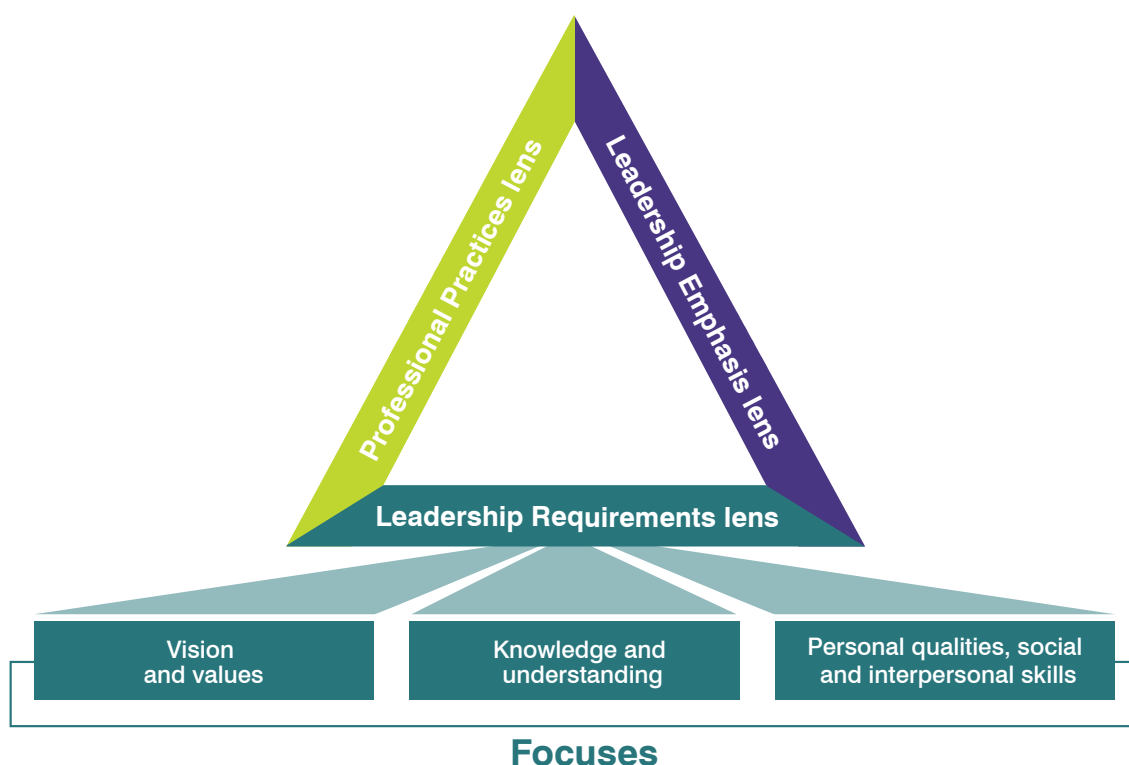 Professional Practices lens
Leadership Emphasis lens
Leadership Requirements lens
Vision
and values
Knowledge and
understanding
Personal qualities, social
and interpersonal skills
Focuses